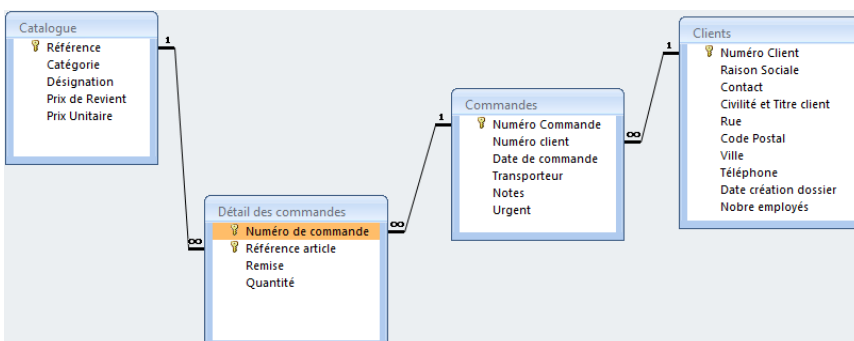 Catalogue
Référence
Catégorie
Désignation
Prix de Revient
Prix Unitaire
1
∞
Détail des commandes
Numéro de commande
Référence article
Remise
Quantité
∞
1
Commandes
Numéro Commande
Numéro client
Date de commande
Transporteur
Notes
Urgent
∞
1
Clients
Numéro Client
Raison Sociale
Contact
Civilité et Titre client
Rue
Code Postal
Ville
Téléphone
Date création dossier
Nobre employés